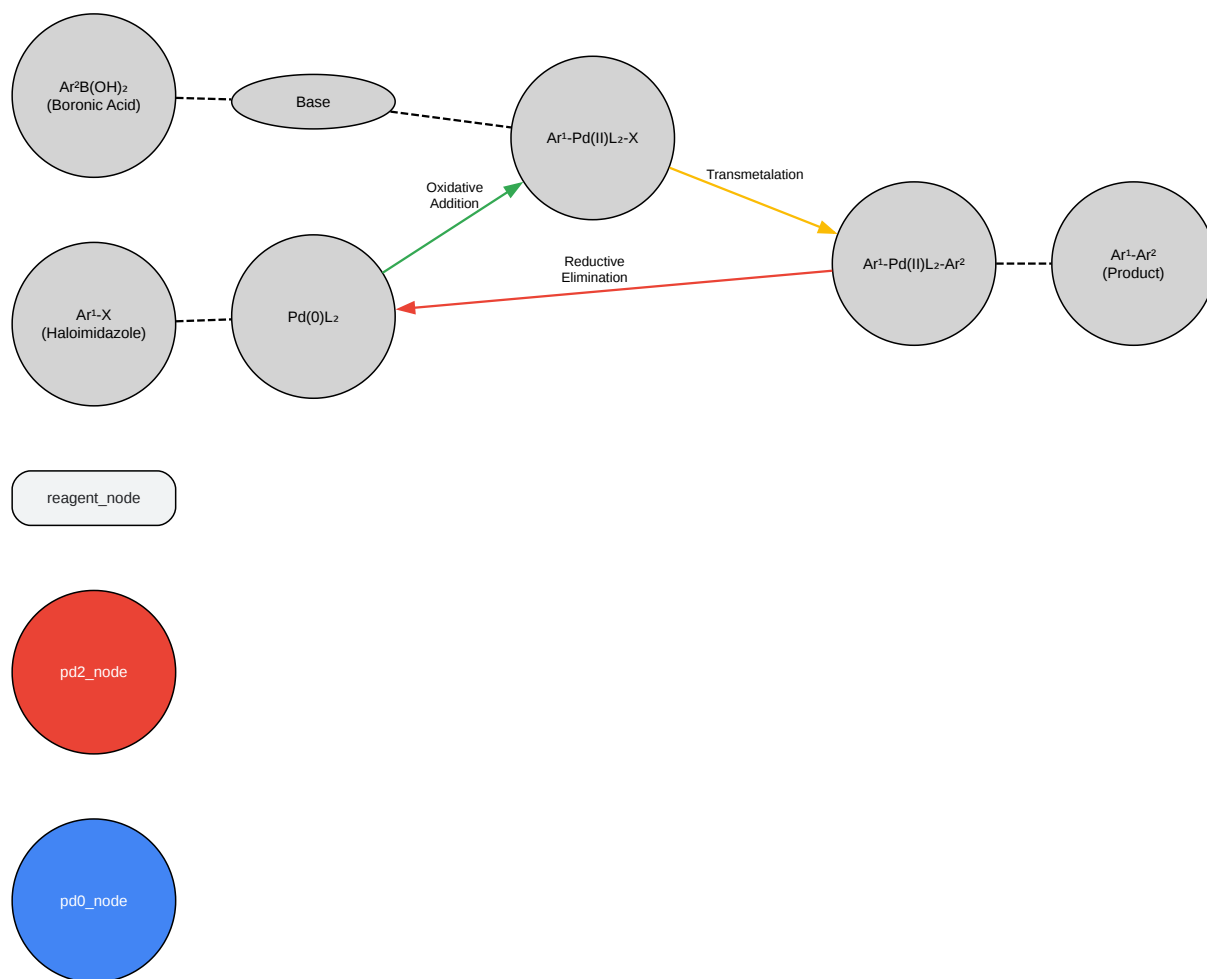 Ar²B(OH)₂
(Boronic Acid)
Base
Ar¹-Pd(II)L₂-X
Oxidative
Addition
Transmetalation
Ar¹-X
(Haloimidazole)
Pd(0)L₂
Reductive
Elimination
Ar¹-Pd(II)L₂-Ar²
Ar¹-Ar²
(Product)
reagent_node
pd2_node
pd0_node